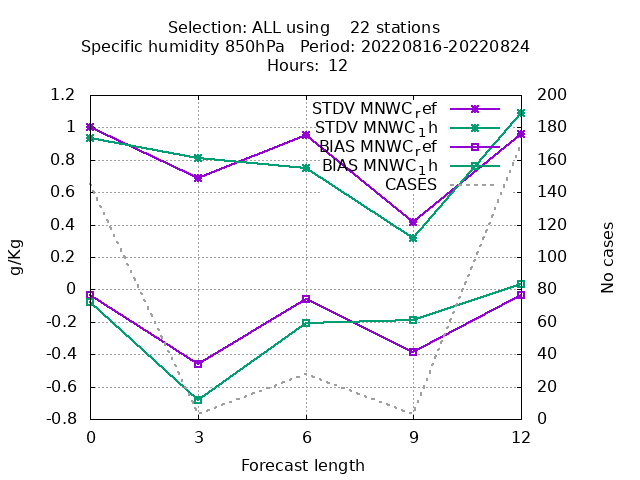 Selection: ALL using 22 stations
Specific humidity 850hPa Period: 20220816-20220824
Hours: 12
STDV MNWC_ref
STDV MNWC_1h
BIAS MNWC_ref
BIAS MNWC_1h
CASES
1.2
1
0.8
0.6
0.4
0.2
0
-0.2
-0.4
-0.6
-0.8
200
180
160
140
120
100
80
60
40
20
0
g/Kg
No cases
0 3 6 9 12
Forecast length